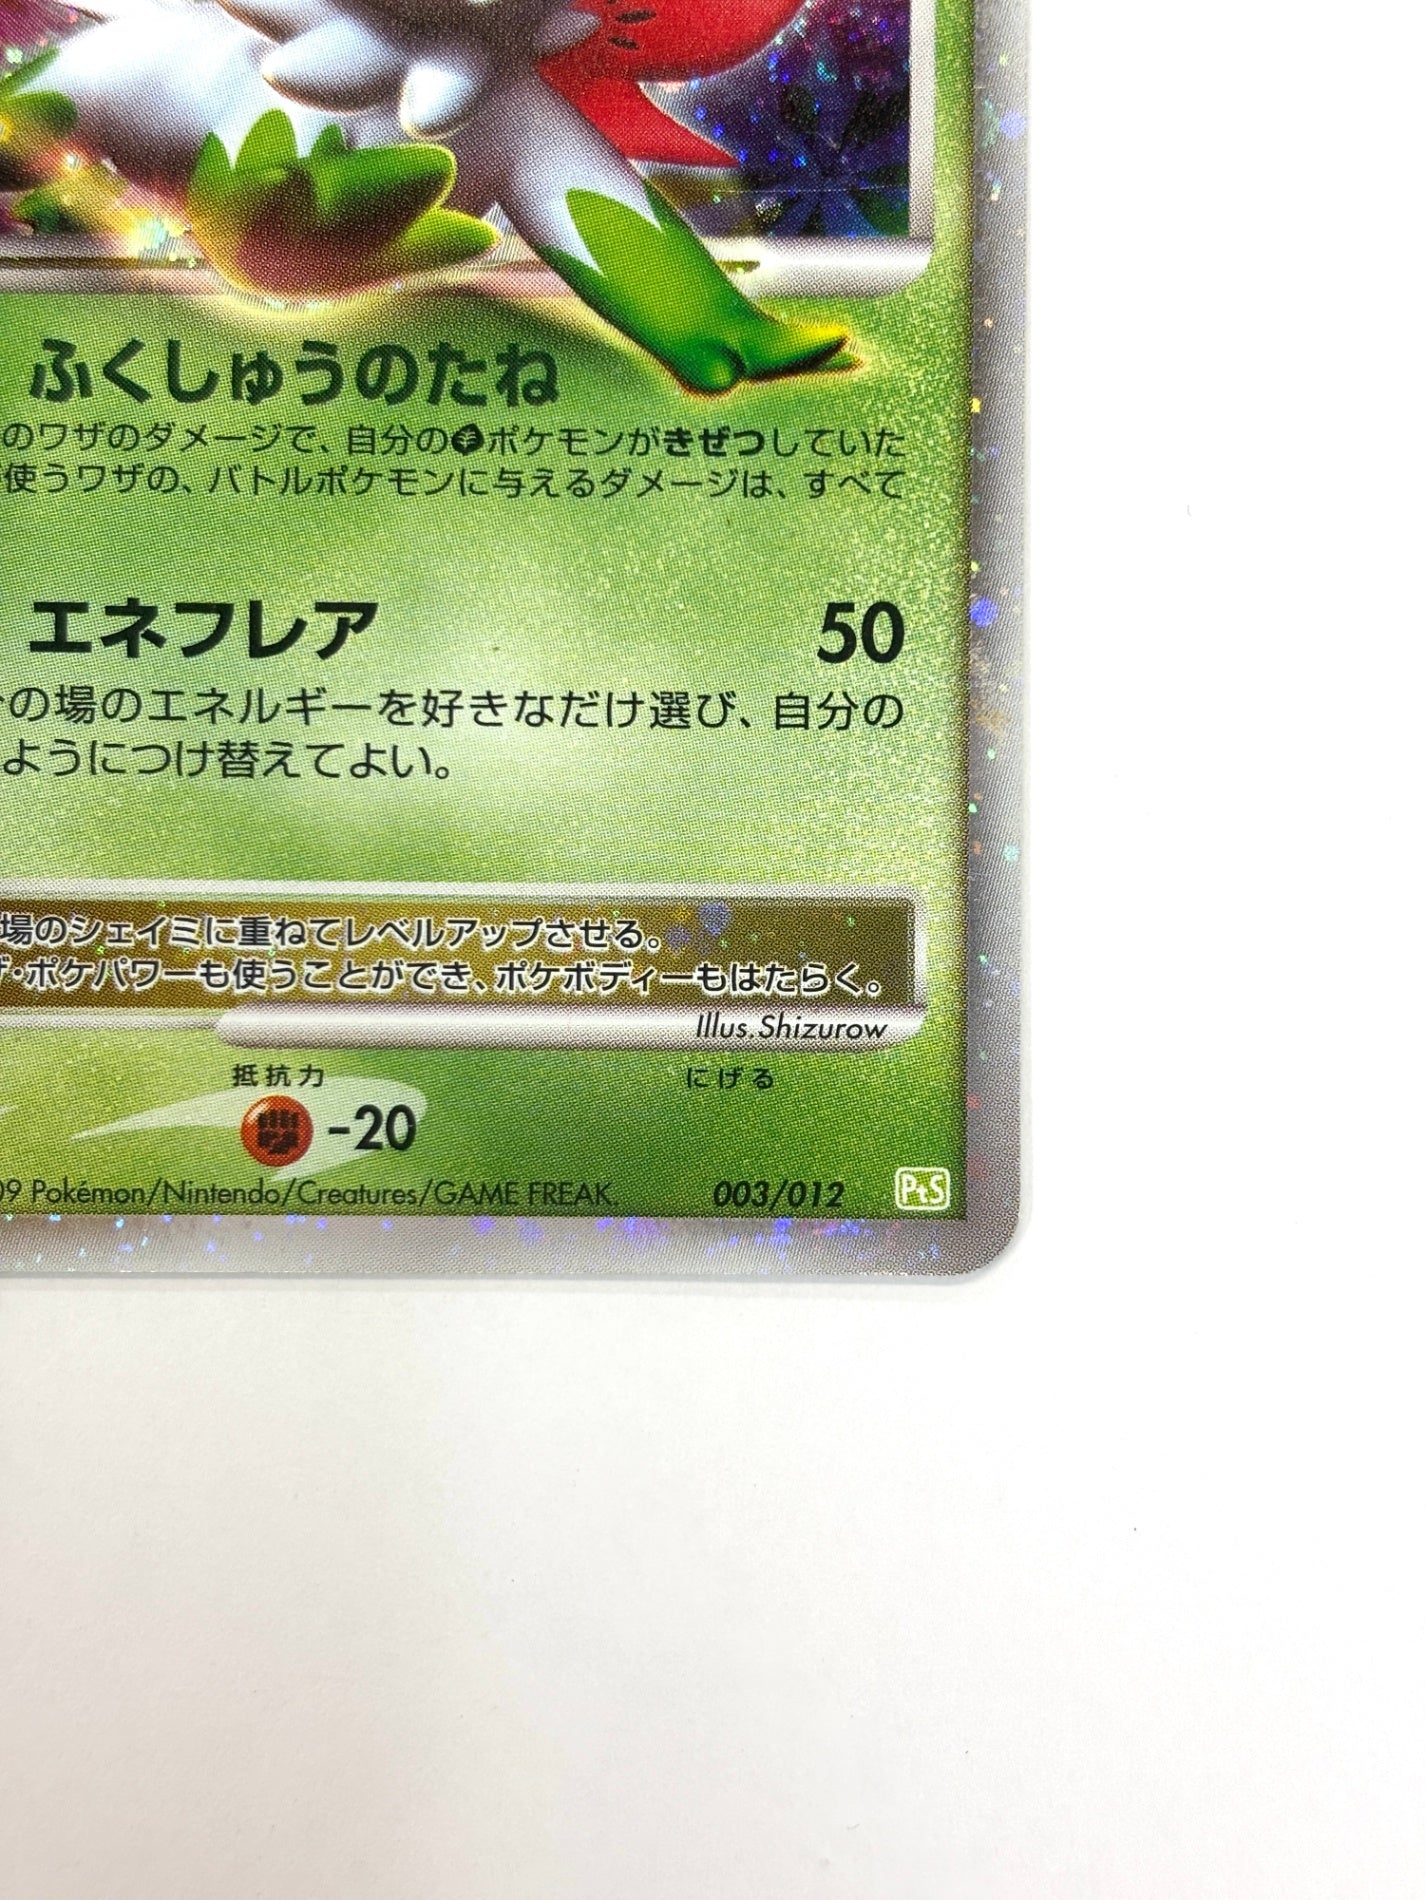 ふくしゅうのたね
のワザのダメージで、自分のポケモンがきぜつしていた
使うワザの、バトルポケモンに与えるダメージは、すべて
エネフレア 50
の場のエネルギーを好きなだけ選び、自分の
ようにつけ替えてよい。
場のシェイミに重ねてレベルアップさせる。
ザ・ポケパワーも使うことができ、ポケボディーもはたらく。
Illus.Shizurow
抵抗力 にげる
-20
09 Pokémon/Nintendo/Creatures/GAME FREAK. 003/012 PtS